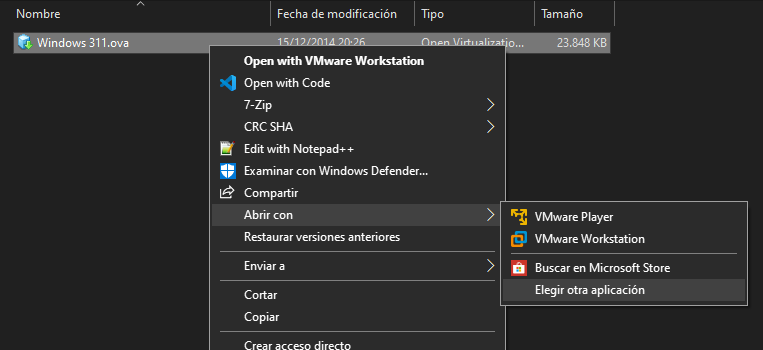 Nombre Fecha de modificación Tipo Tamaño
Windows 311.ova 15/12/2014 20:26 Open Virtualizatio... 23.848 KB
Open with VMware Workstation
Open with Code
7-Zip
CRC SHA
Edit with Notepad++
Examinar con Windows Defender...
Compartir
Abrir con
Restaurar versiones anteriores
Enviar a
Cortar
Copiar
Crear acceso directo
VMware Player
VMware Workstation
Buscar en Microsoft Store
Elegir otra aplicación